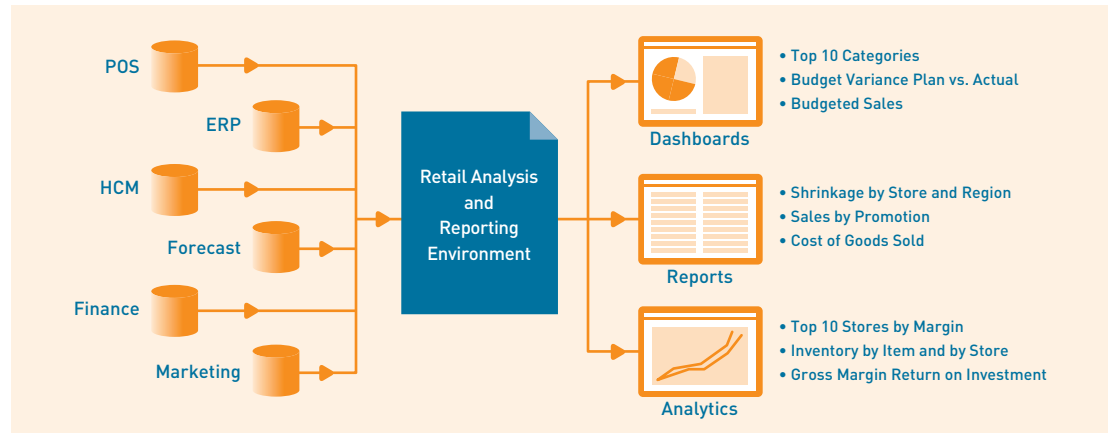 POS
ERP
HCM
Forecast
Finance
Marketing
Retail Analysis
and
Reporting
Environment
Dashboards
• Top 10 Categories
• Budget Variance Plan vs. Actual
• Budgeted Sales
Reports
• Shrinkage by Store and Region
• Sales by Promotion
• Cost of Goods Sold
Analytics
• Top 10 Stores by Margin
• Inventory by Item and by Store
• Gross Margin Return on Investment